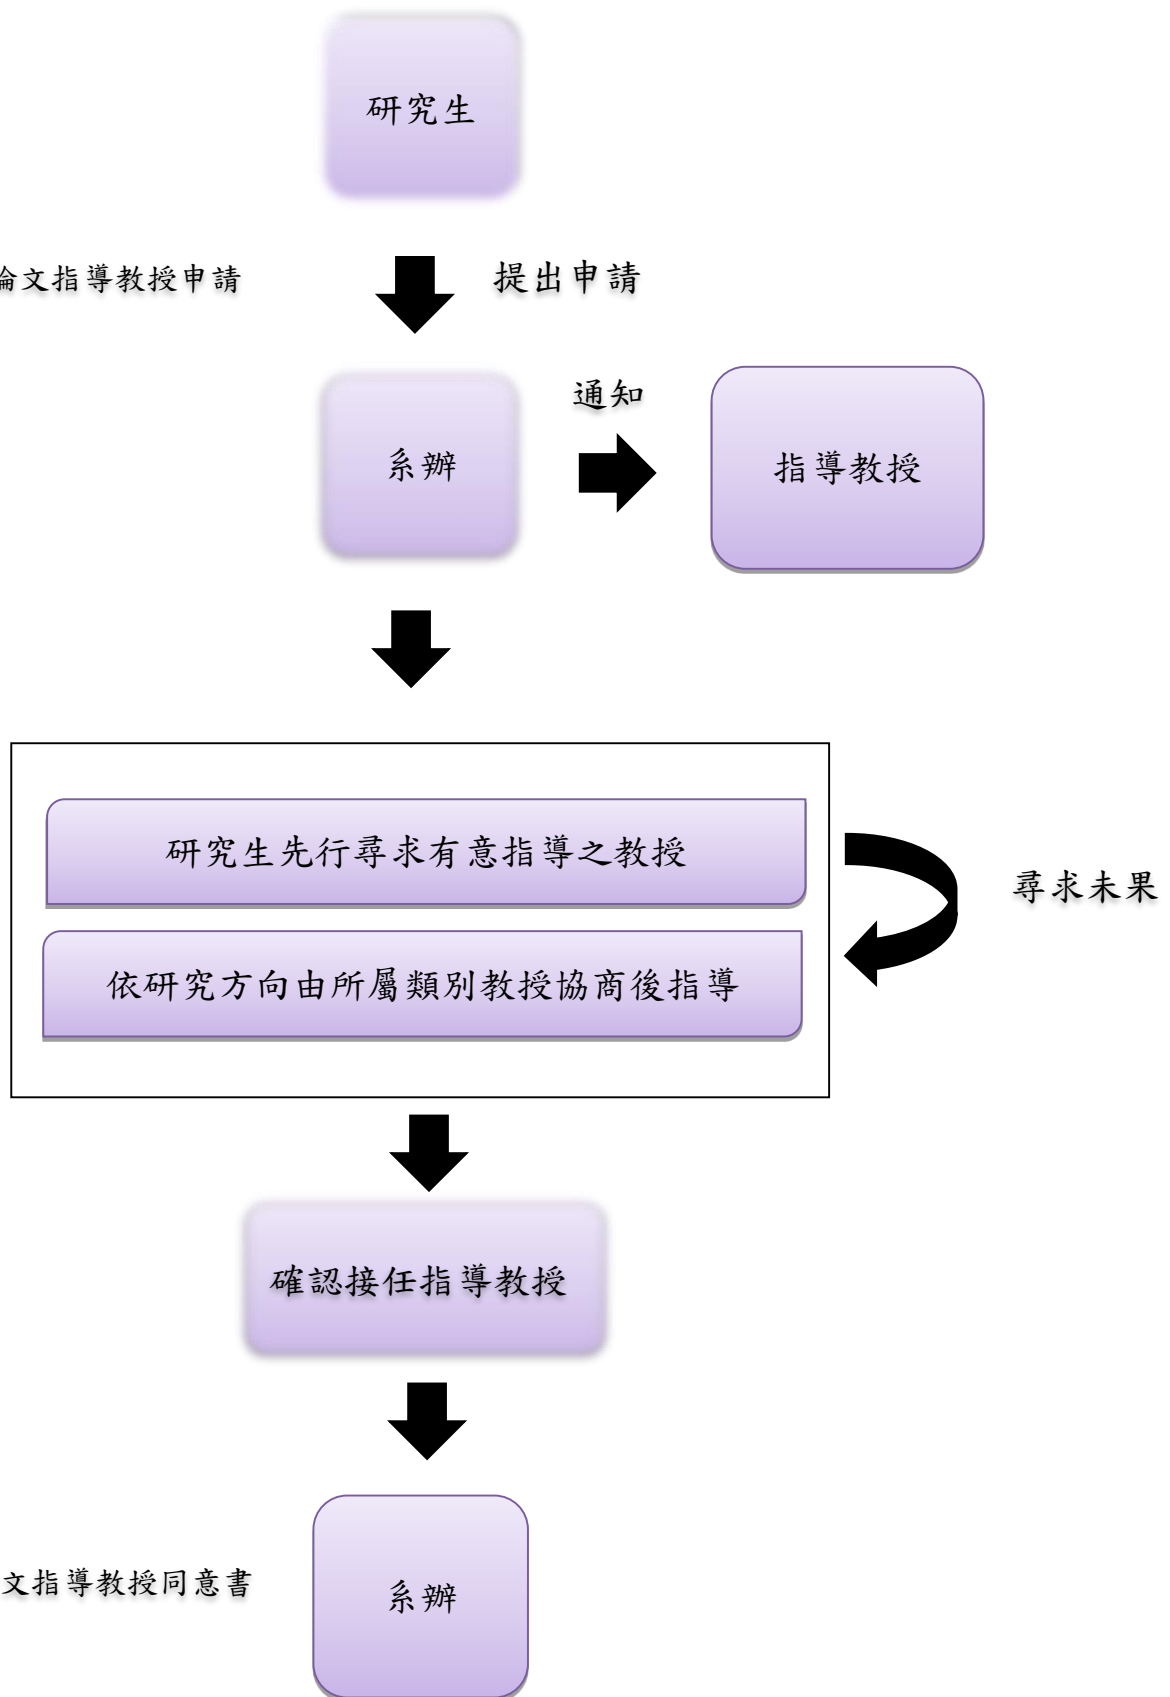 研究生
論文指導教授申請
提出申請
通知
系辦
指導教授
研究生先行尋求有意指導之教授
尋求未果
依研究方向由所屬類別教授協商後指導
確認接任指導教授
文指導教授同意書
系辦